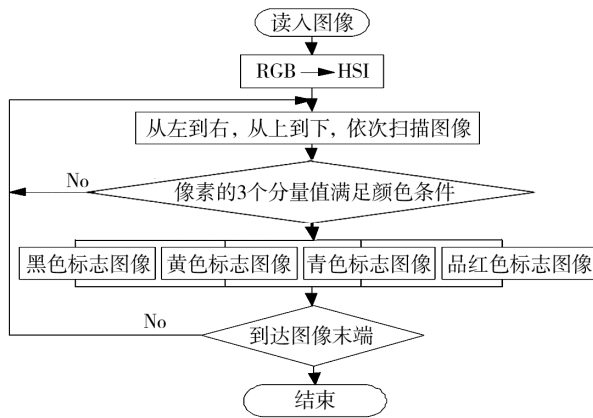 读入图像
RGB → HSI
从左到右, 从上到下, 依次扫描图像
No
像素的3个分量值满足颜色条件
黑色标志图像
黄色标志图像
青色标志图像
品红色标志图像
No
到达图像末端
结束